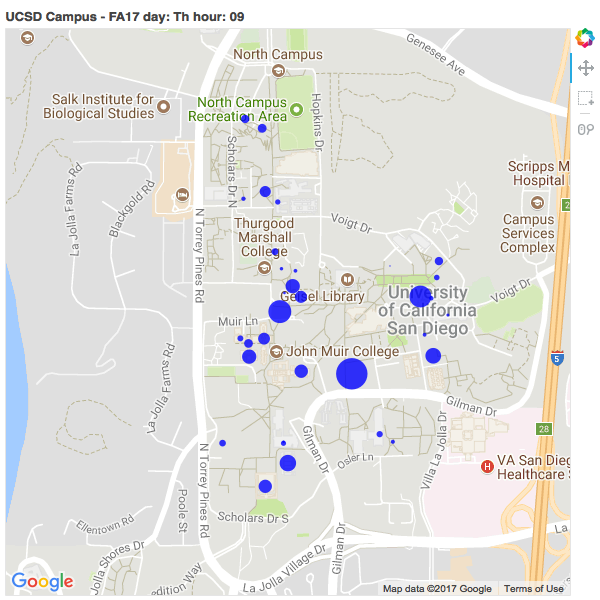 UCSD Campus - FA17 day: Th hour: 09
Genesee Ave
North Campus
Salk Institute for
Biological Studies
North Campus
Recreation Area
Hopkins Dr
Scholars Dr N
La Jolla Farms Rd
Blackgold Rd
N Torrey Pines Rd
Scripps M
Hospital
2
Voigt Dr
Campus
Services
Complex
Thurgood
Marshall
College
Geisel Library
University
of California
San Diego
Voigt Dr
Muir Ln
John Muir College
La Jolla Farms Rd
5
Gilman Dr
28
N Torrey Pines Rd
Gilman Dr
Osler Ln
Villa La Jolla Dr
H
VA San Dieg
Healthcare S
Poole St
Ellentown Rd
Scholars Dr S
La Jolla Shores Dr
Gilman Dr
La
La Jolla Village Dr
edition Way
Google
Map data ©2017 Google
Terms of Use